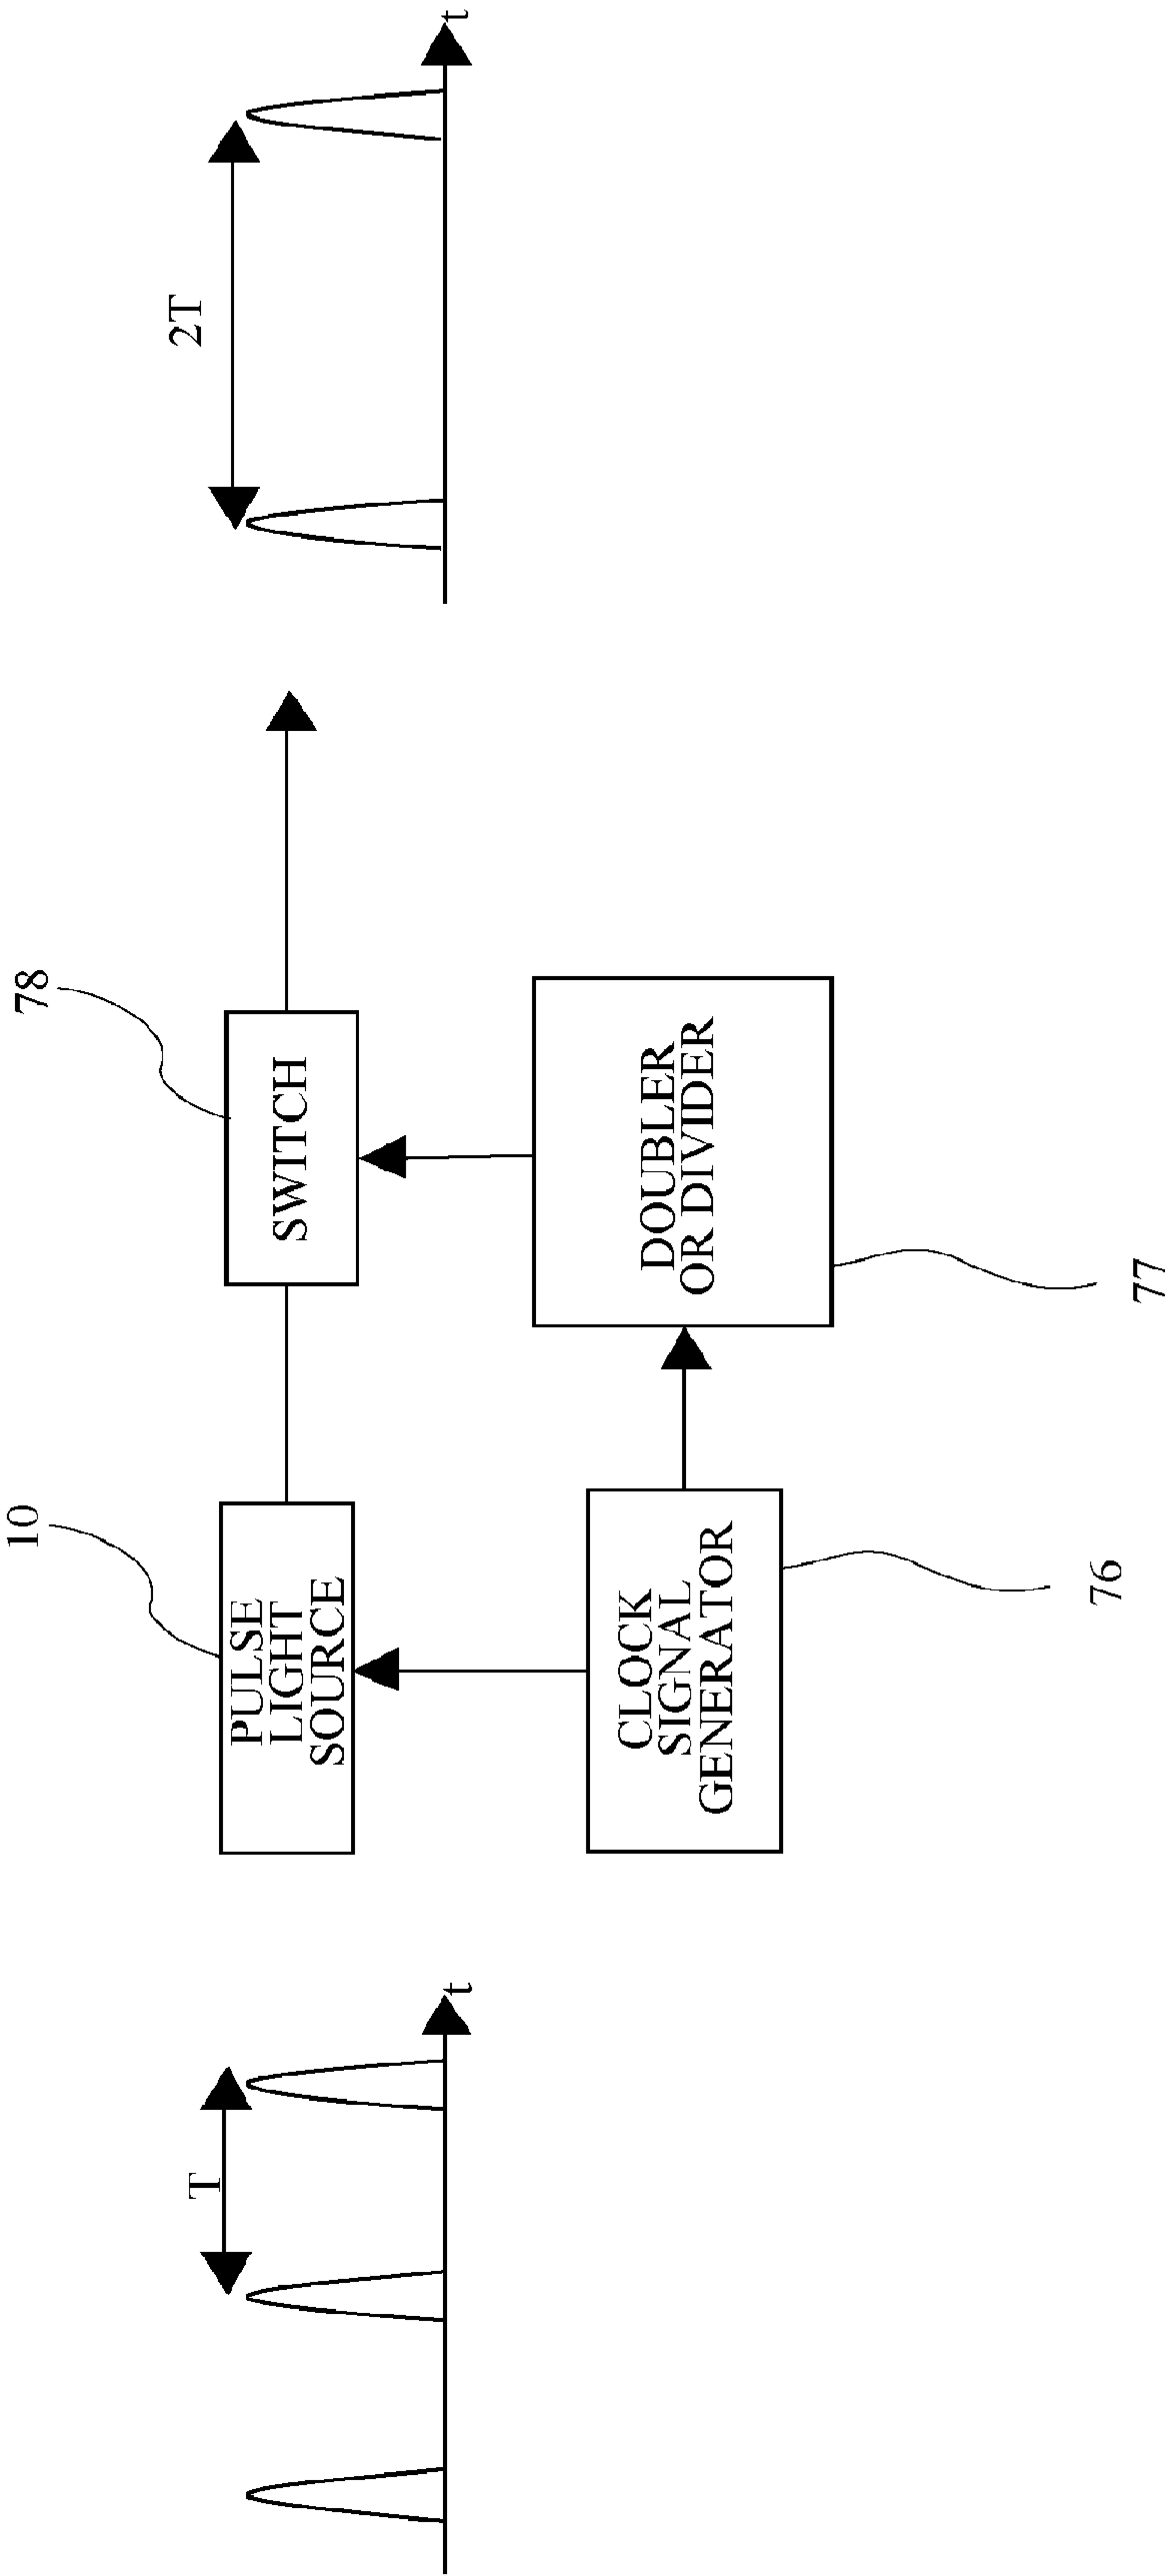 T
t
10
PULSE
LIGHT
SOURCE
CLOCK
SIGNAL
GENERATOR
76
78
SWITCH
DOUBLER
OR DIVIDER
77
2T
t